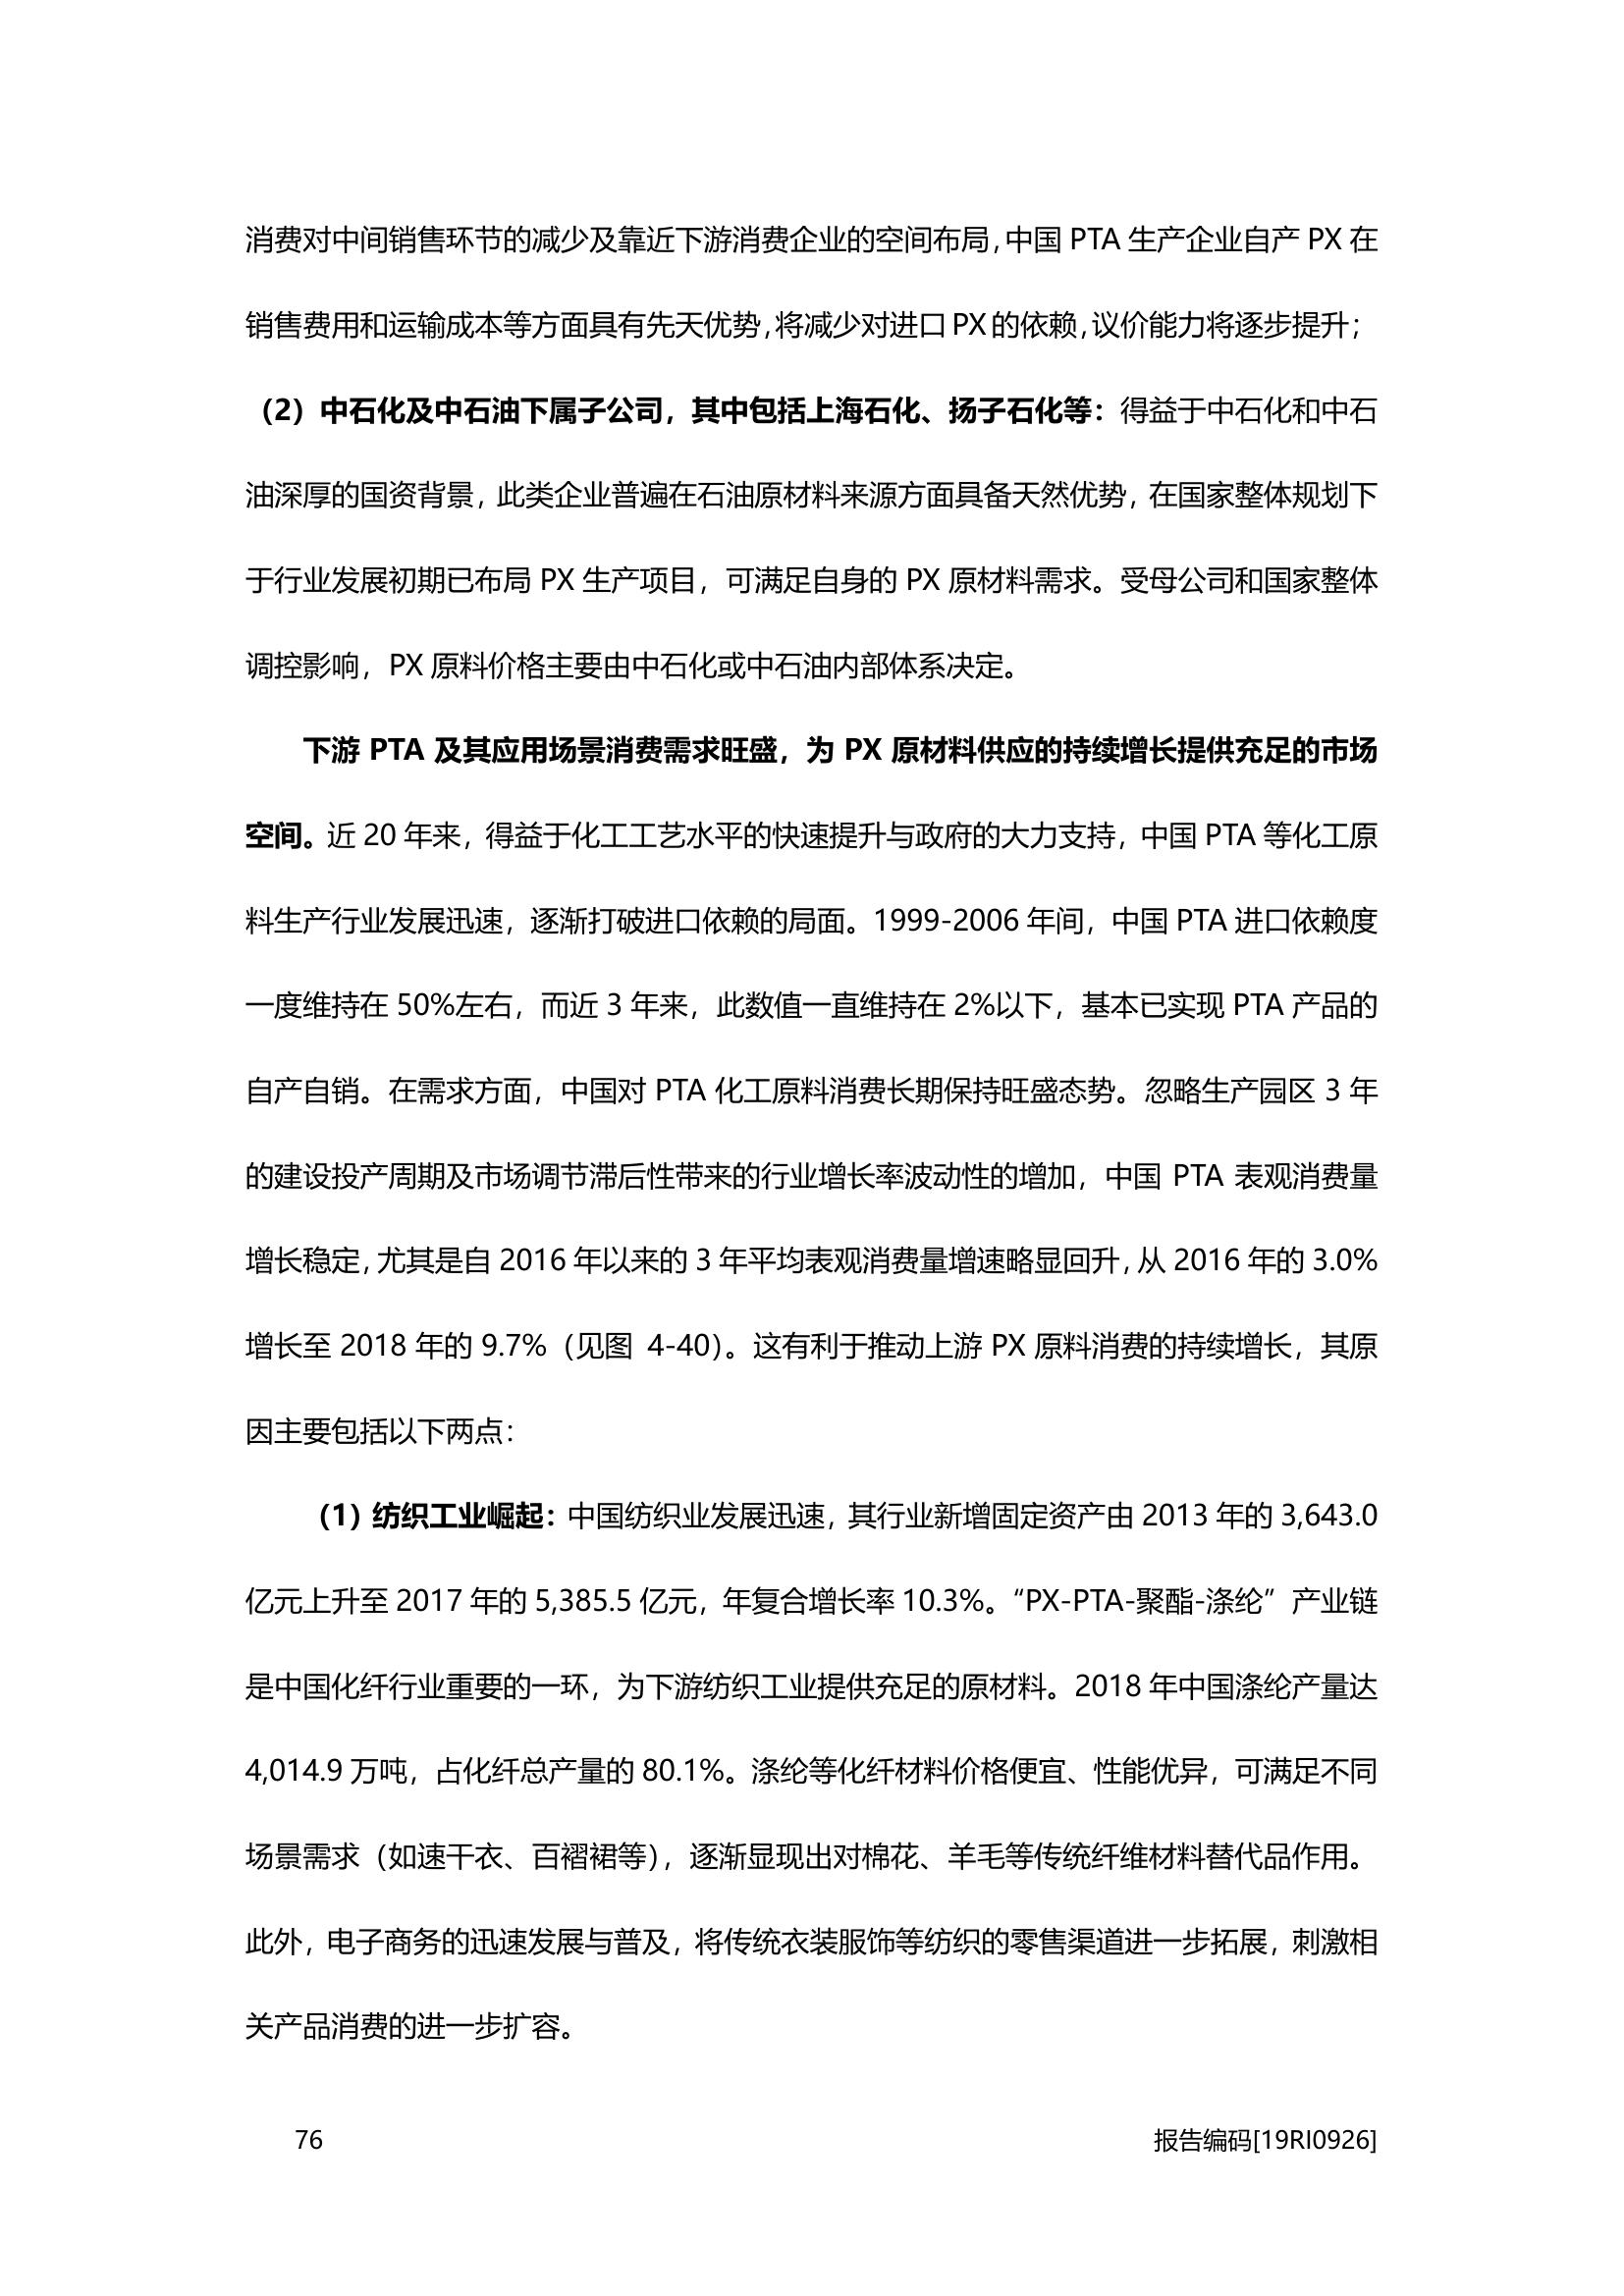 消费对中间销售环节的减少及靠近下游消费企业的空间布局，中国 PTA 生产企业自产 PX 在
销售费用和运输成本等方面具有先天优势，将减少对进口 PX 的依赖，议价能力将逐步提升；
（2）中石化及中石油下属子公司，其中包括上海石化、扬子石化等：得益于中石化和中石
油深厚的国资背景，此类企业普遍在石油原材料来源方面具备天然优势，在国家整体规划下
于行业发展初期已布局 PX 生产项目，可满足自身的 PX 原材料需求。受母公司和国家整体
调控影响，PX 原料价格主要由中石化或中石油内部体系决定。
下游 PTA 及其应用场景消费需求旺盛，为 PX 原材料供应的持续增长提供充足的市场
空间。近 20 年来，得益于化工工艺水平的快速提升与政府的大力支持，中国 PTA 等化工原
料生产行业发展迅速，逐渐打破进口依赖的局面。1999-2006 年间，中国 PTA 进口依赖度
一度维持在 50%左右，而近 3 年来，此数值一直维持在 2%以下，基本已实现 PTA 产品的
自产自销。在需求方面，中国对 PTA 化工原料消费长期保持旺盛态势。忽略生产园区 3 年
的建设投产周期及市场调节滞后性带来的行业增长率波动性的增加，中国 PTA 表观消费量
增长稳定，尤其是自 2016 年以来的 3 年平均表观消费量增速略显回升，从 2016 年的 3.0%
增长至 2018 年的 9.7%（见图 4-40）。这有利于推动上游 PX 原料消费的持续增长，其原
因主要包括以下两点：
（1）纺织工业崛起：中国纺织业发展迅速，其行业新增固定资产由 2013 年的 3,643.0
亿元上升至 2017 年的 5,385.5 亿元，年复合增长率 10.3%。“PX-PTA-聚酯-涤纶”产业链
是中国化纤行业重要的一环，为下游纺织工业提供充足的原材料。2018 年中国涤纶产量达
4,014.9 万吨，占化纤总产量的 80.1%。涤纶等化纤材料价格便宜、性能优异，可满足不同
场景需求（如速干衣、百褶裙等），逐渐显现出对棉花、羊毛等传统纤维材料替代品作用。
此外，电子商务的迅速发展与普及，将传统衣装服饰等纺织的零售渠道进一步拓展，刺激相
关产品消费的进一步扩容。
76 报告编码[19RI0926]